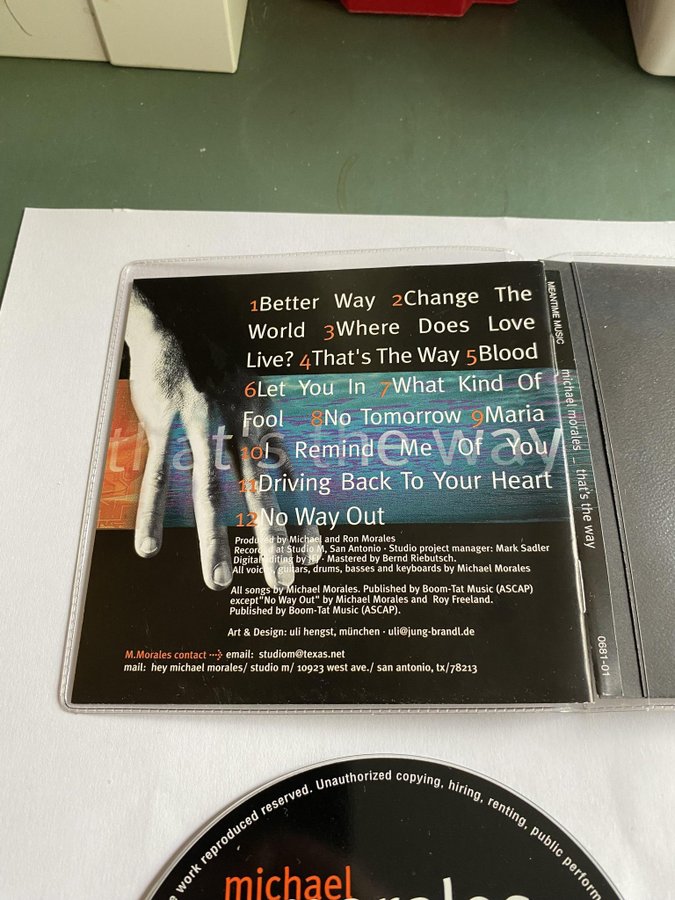 1Better Way 2Change The
World 3Where Does Love
Live? 4That's The Way 5Blood
6Let You In 7What Kind Of
Fool 8No Tomorrow 9Maria
10I Remind Me Of You
11Driving Back To Your Heart
12No Way Out
that's the way
Produced by Michael and Ron Morales
Recorded at Studio M, San Antonio · Studio project manager: Mark Sadler
Digital editing by · Mastered by Bernd Riebutsch.
All voices, guitars, drums, basses and keyboards by Michael Morales
All songs by Michael Morales. Published by Boom-Tat Music (ASCAP)
except"No Way Out" by Michael Morales and Roy Freeland.
Published by Boom-Tat Music (ASCAP).
Art & Design: uli hengst, münchen · uli@jung-brandl.de
M.Morales contact ···> email: studiom@texas.net
mail: hey michael morales/ studio m/ 10923 west ave./ san antonio, tx/78213
MEANTIME MUSIC
michael morales – that's the way
0681-01
work reproduced reserved. Unauthorized copying, hiring, renting, public perform
michael
morales